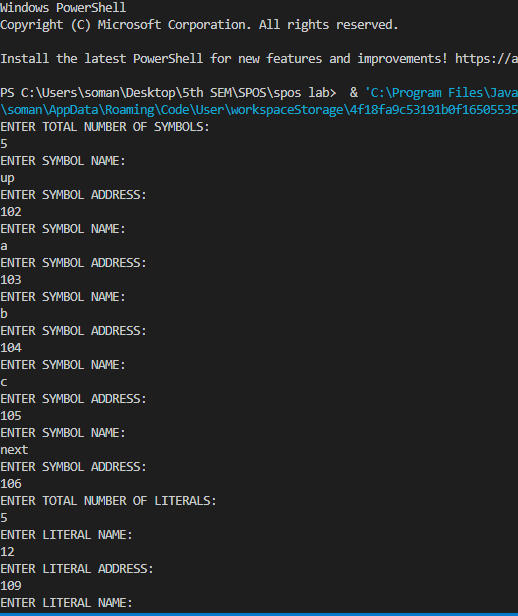 Windows PowerShell
Copyright (C) Microsoft Corporation. All rights reserved.
Install the latest PowerShell for new features and improvements! https://a
PS C:\Users\soman\Desktop\5th SEM\SPOS\spos lab>  & 'C:\Program Files\Java
\soman\AppData\Roaming\Code\User\workspaceStorage\4f18fa9c53191b0f16505535
ENTER TOTAL NUMBER OF SYMBOLS:
5
ENTER SYMBOL NAME:
up
ENTER SYMBOL ADDRESS:
102
ENTER SYMBOL NAME:
a
ENTER SYMBOL ADDRESS:
103
ENTER SYMBOL NAME:
b
ENTER SYMBOL ADDRESS:
104
ENTER SYMBOL NAME:
c
ENTER SYMBOL ADDRESS:
105
ENTER SYMBOL NAME:
next
ENTER SYMBOL ADDRESS:
106
ENTER TOTAL NUMBER OF LITERALS:
5
ENTER LITERAL NAME:
12
ENTER LITERAL ADDRESS:
109
ENTER LITERAL NAME: